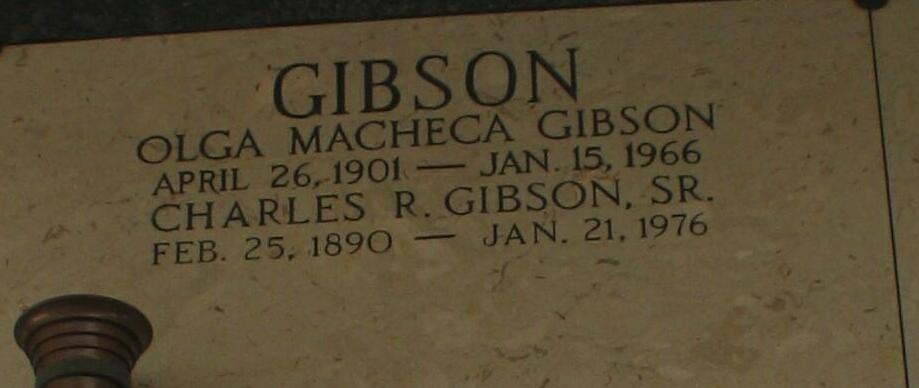 GIBSON
OLGA MACHECA GIBSON
APRIL 26, 1901 — JAN. 15, 1966
CHARLES R. GIBSON, SR.
FEB. 25, 1890 — JAN. 21, 1976